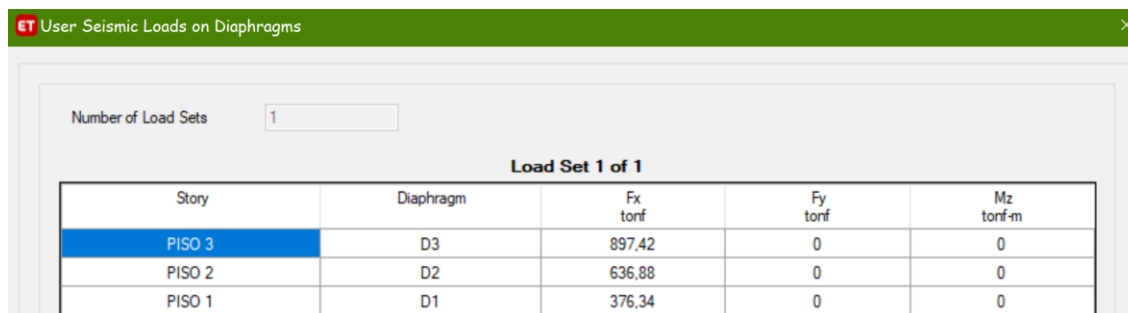 ET User Seismic Loads on Diaphragms
Number of Load Sets 1
Load Set 1 of 1
Story Diaphragm Fx tonf Fy tonf Mz tonf-m
PISO 3 D3 897,42 0 0
PISO 2 D2 636,88 0 0
PISO 1 D1 376,34 0 0